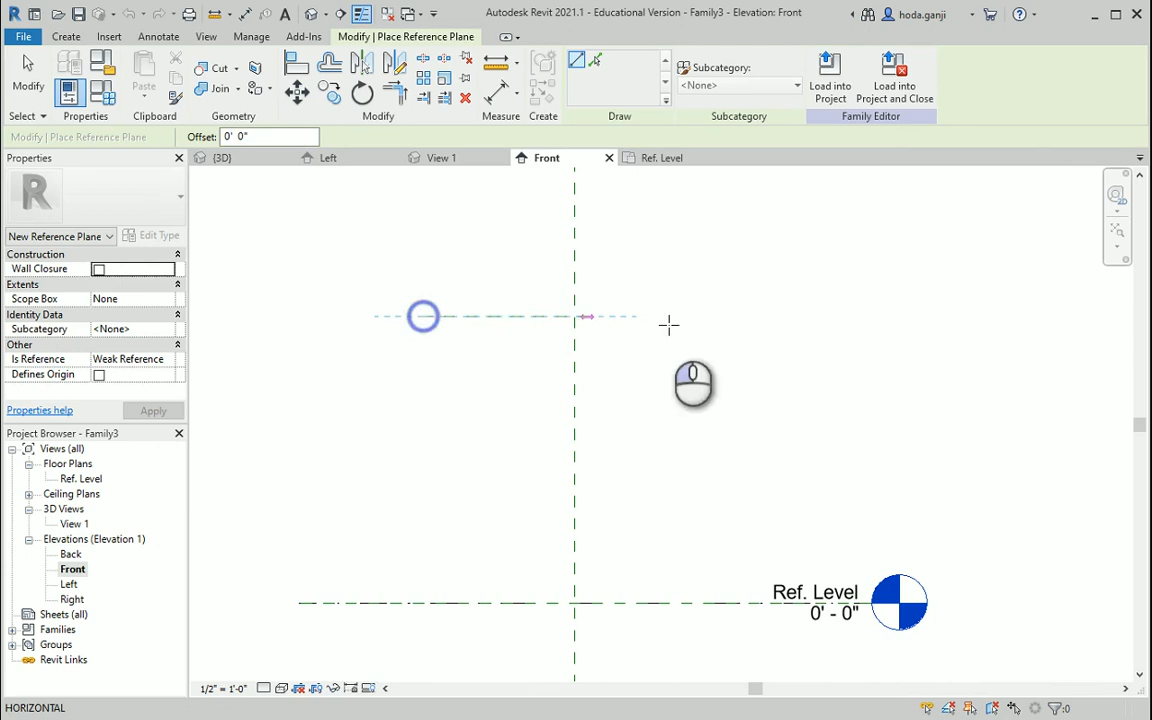 Autodesk Revit 2021.1 - Educational Version - Family3 - Elevation: Front
hoda.ganji
File Create Insert Annotate View Manage Add-Ins Modify | Place Reference Plane
Modify
Paste
Cut
Join
Subcategory:
<None>
Load into Project
Load into Project and Close
Select Properties Clipboard Geometry Modify Measure Create Draw Subcategory Family Editor
Modify | Place Reference Plane Offset: 0' 0"
Properties
{3D} Left View 1 Front Ref. Level
New Reference Plane Edit Type
Construction
Wall Closure
Extents
Scope Box None
Identity Data
Subcategory <None>
Other
Is Reference Weak Reference
Defines Origin
Properties help Apply
Project Browser - Family3
Views (all)
Floor Plans
Ref. Level
Ceiling Plans
3D Views
View 1
Elevations (Elevation 1)
Back
Front
Left
Right
Sheets (all)
Families
Groups
Revit Links
2D
Ref. Level
0' - 0"
1/2" = 1'-0"
HORIZONTAL
:0